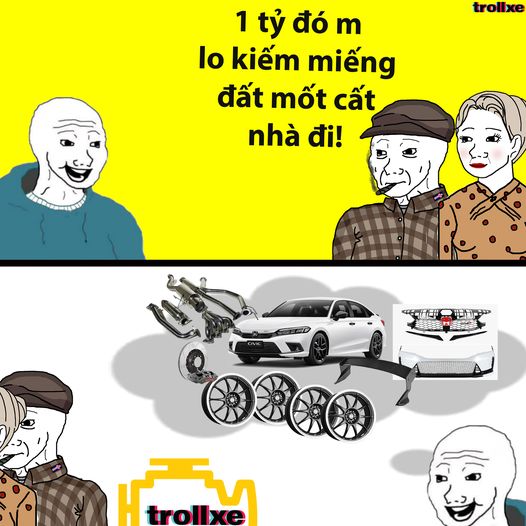 trollxe
1 tỷ đó m
lo kiếm miếng
đất mốt cất
nhà đi!
CIVIC
trollxe